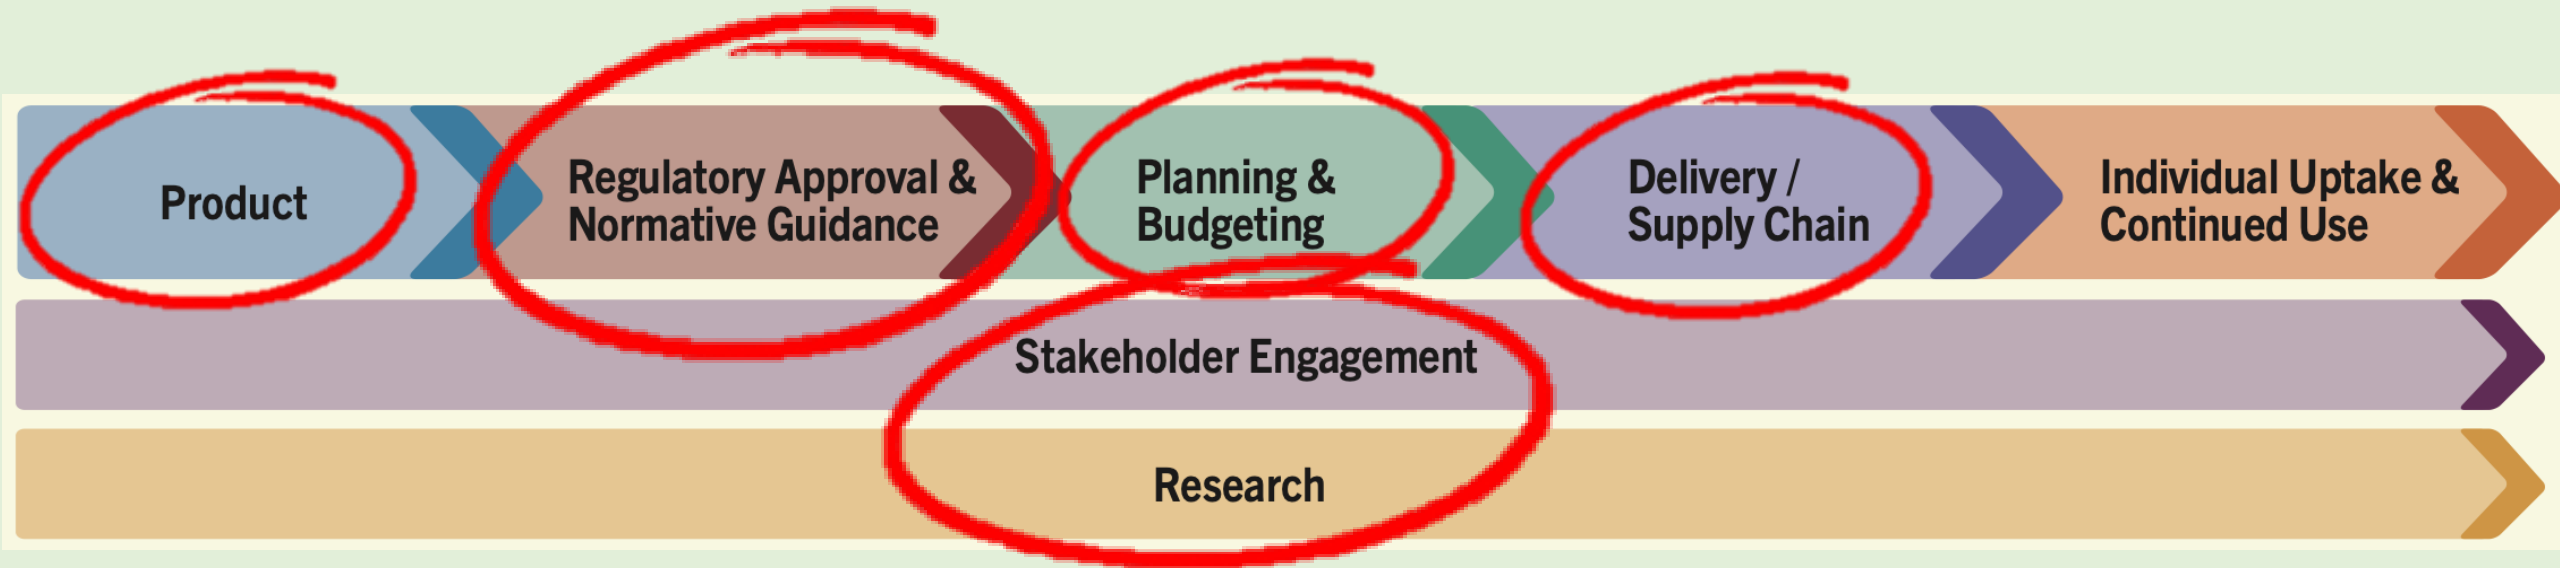 Product
Regulatory Approval &
Normative Guidance
Planning &
Budgeting
Delivery /
Supply Chain
Individual Uptake &
Continued Use
Stakeholder Engagement
Research